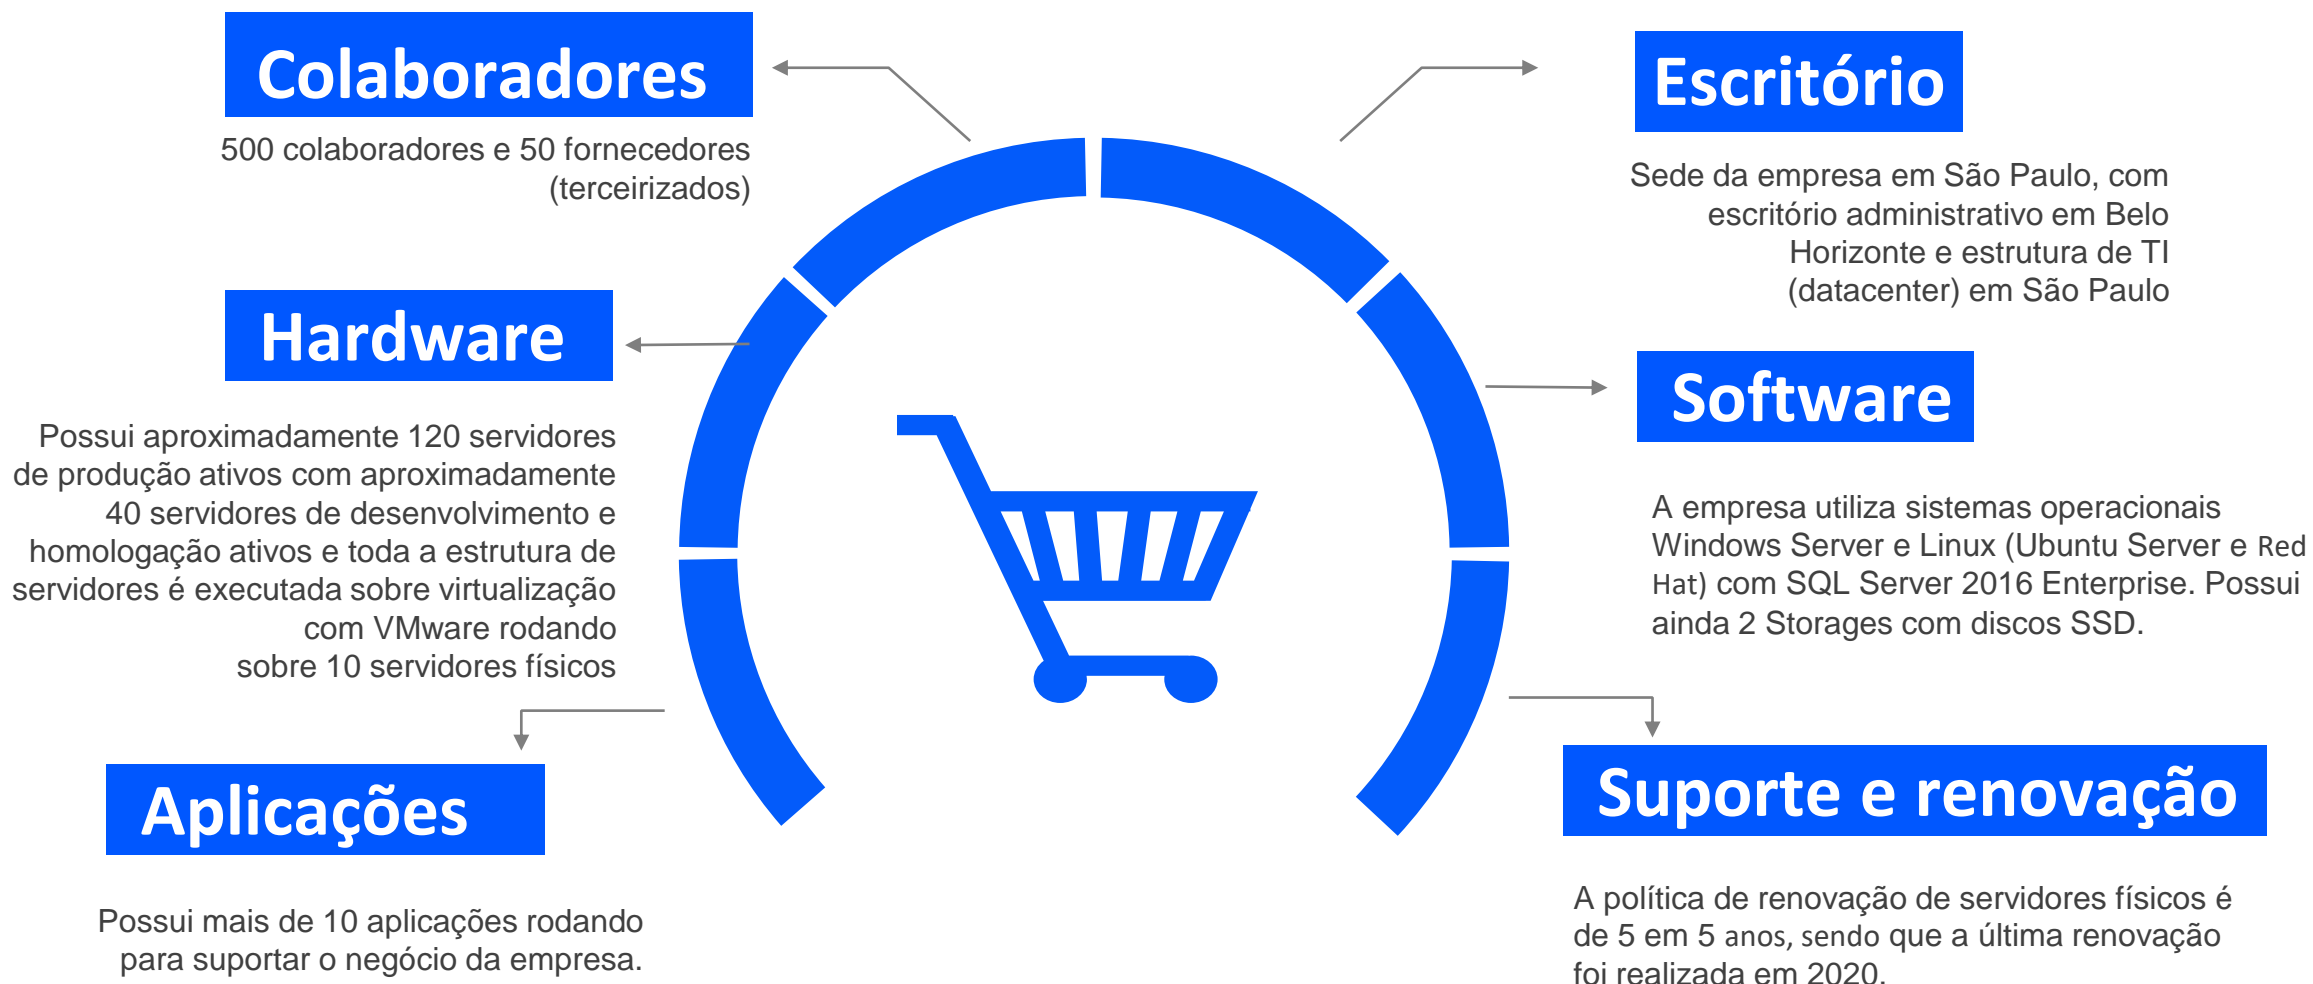 Colaboradores
500 colaboradores e 50 fornecedores
(terceirizados)
Hardware
Possui aproximadamente 120 servidores
de produção ativos com aproximadamente
40 servidores de desenvolvimento e
homologação ativos e toda a estrutura de
servidores é executada sobre virtualização
com VMware rodando
sobre 10 servidores físicos
Aplicações
Possui mais de 10 aplicações rodando
para suportar o negócio da empresa.
Escritório
Sede da empresa em São Paulo, com
escritório administrativo em Belo
Horizonte e estrutura de TI
(datacenter) em São Paulo
Software
A empresa utiliza sistemas operacionais
Windows Server e Linux (Ubuntu Server e Red
Hat) com SQL Server 2016 Enterprise. Possui
ainda 2 Storages com discos SSD.
Suporte e renovação
A política de renovação de servidores físicos é
de 5 em 5 anos, sendo que a última renovação
foi realizada em 2020.